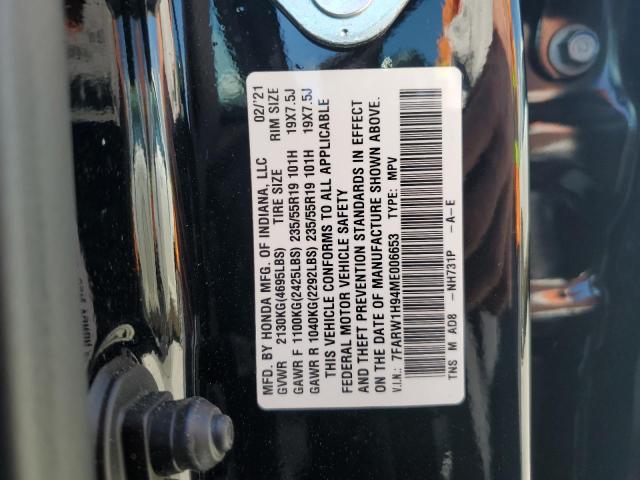 MFD. BY HONDA MFG. OF INDIANA, LLC 02/'21
GVWR 2130KG(4695LBS) TIRE SIZE RIM SIZE
GAWR F 1100KG(2425LBS) 235/55R19 101H 19X7.5J
GAWR R 1040KG(2292LBS) 235/55R19 101H 19X7.5J
THIS VEHICLE CONFORMS TO ALL APPLICABLE
FEDERAL MOTOR VEHICLE SAFETY
AND THEFT PREVENTION STANDARDS IN EFFECT
ON THE DATE OF MANUFACTURE SHOWN ABOVE.
V.I.N.: 7FARW1H94ME006653 TYPE: MPV
TNS M AD8 -NH731P -A-E